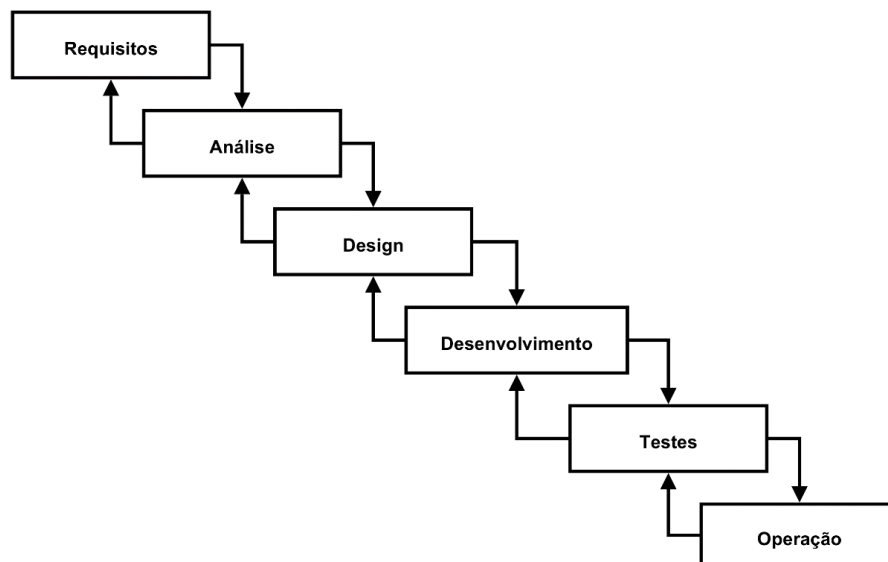 Requisitos
Análise
Design
Desenvolvimento
Testes
Operação